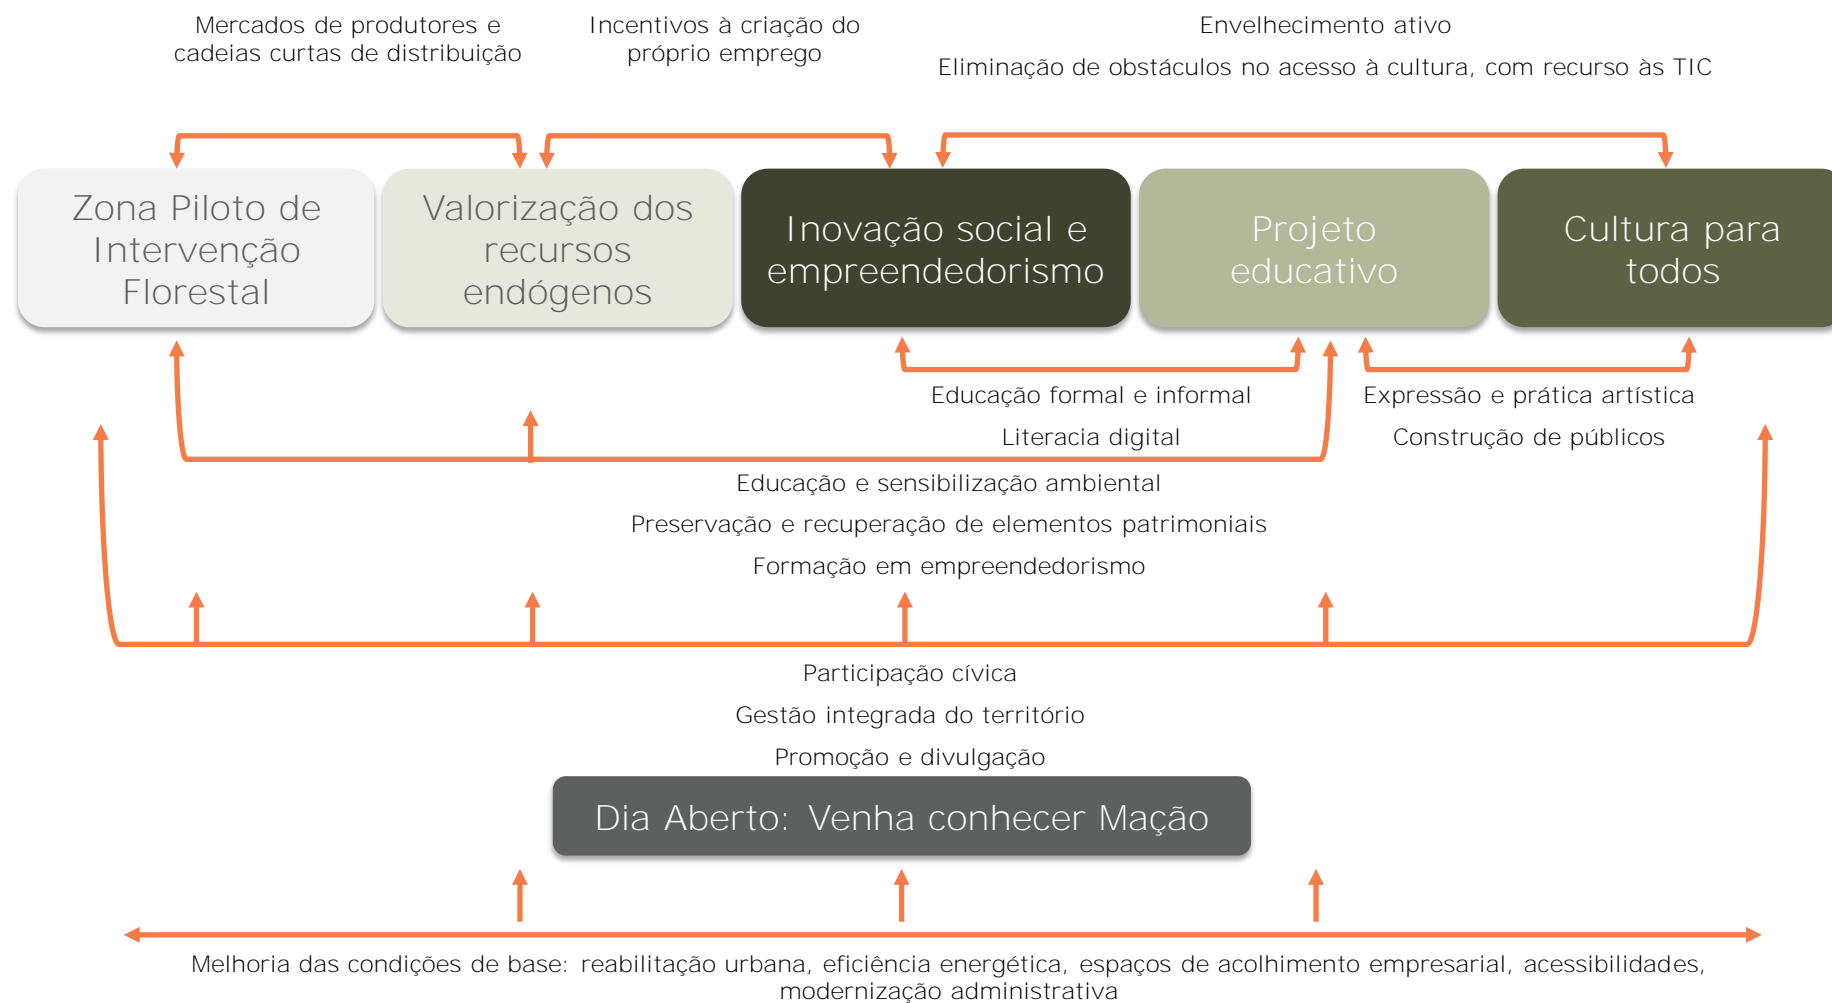 Mercados de produtores e
cadeias curtas de distribuição
Incentivos à criação do
próprio emprego
Envelhecimento ativo
Eliminação de obstáculos no acesso à cultura, com recurso às TIC
Zona Piloto de
Intervenção
Florestal
Valorização dos
recursos
endógenos
Inovação social e
empreendedorismo
Projeto
educativo
Cultura para
todos
Educação formal e informal
Literacia digital
Expressão e prática artística
Construção de públicos
Educação e sensibilização ambiental
Preservação e recuperação de elementos patrimoniais
Formação em empreendedorismo
Participação cívica
Gestão integrada do território
Promoção e divulgação
Dia Aberto: Venha conhecer Mação
Melhoria das condições de base: reabilitação urbana, eficiência energética, espaços de acolhimento empresarial, acessibilidades,
modernização administrativa